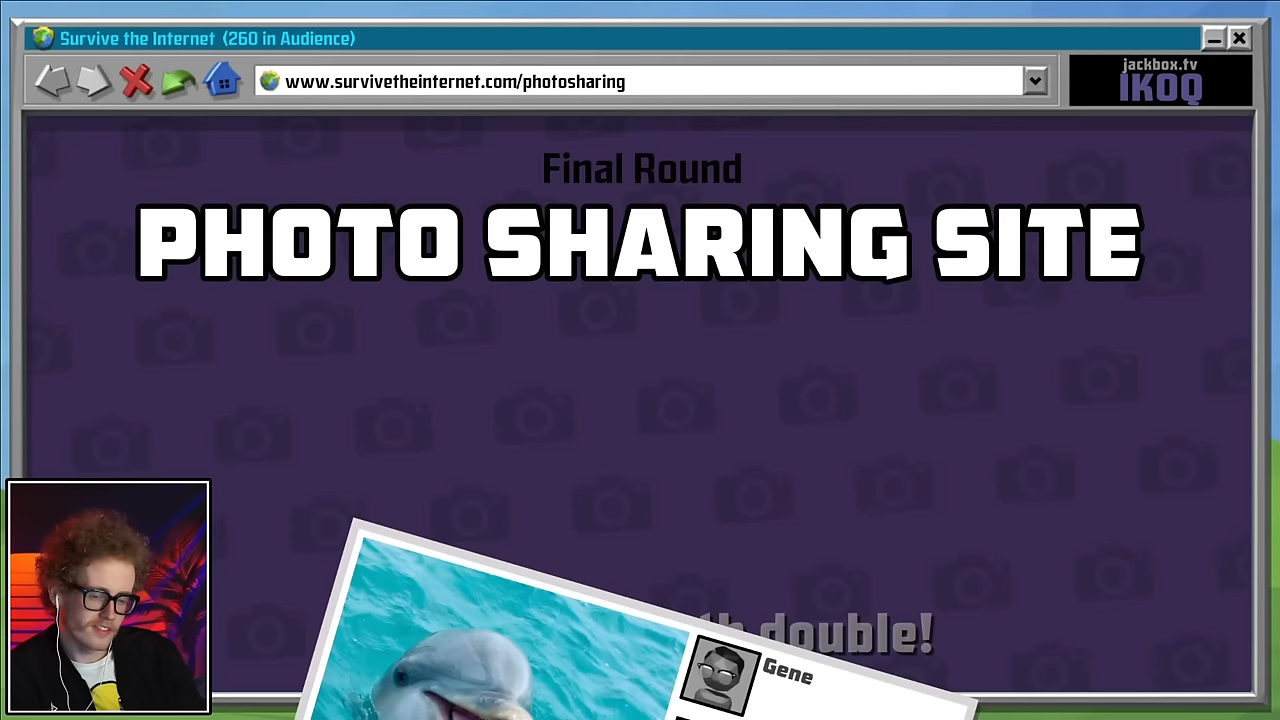 Survive the Internet (260 in Audience)
www.survivetheinternet.com/photosharing
jackbox.tv
IKOQ
Final Round
PHOTO SHARING SITE
double!
Gene